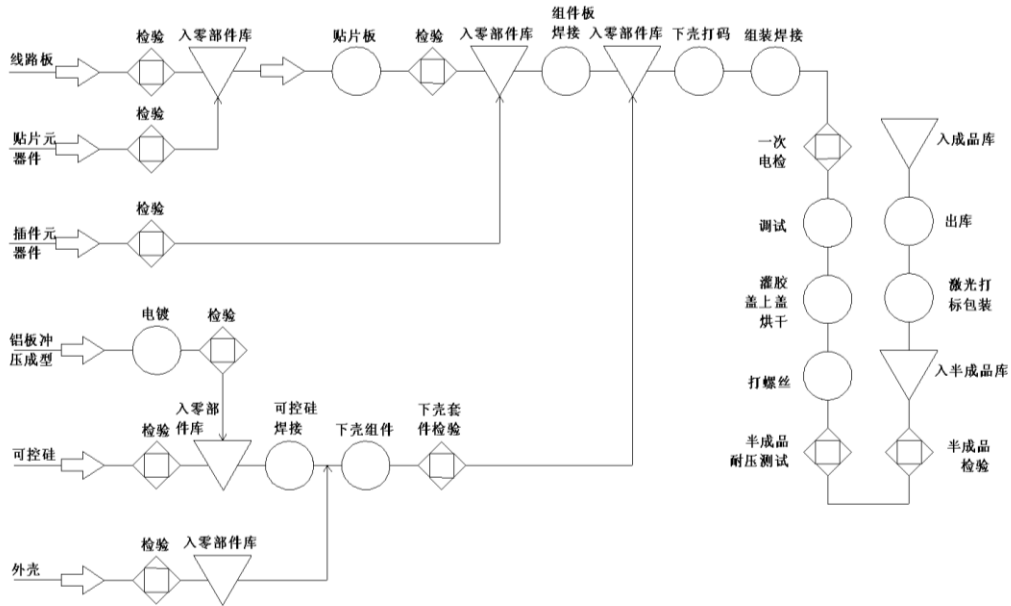 线路板
检验
入零部件库
贴片板
检验
入零部件库
组件板
焊接
入零部件库
下壳打码
组装焊接
贴片元
器件
检验
插件元
器件
检验
一次
电检
调试
灌胶
盖上盖
烘干
打螺丝
半成品
耐压测试
入成品库
出库
激光打
标包装
入半成品库
半成品
检验
铝板冲
压成型
电镀
检验
可控硅
检验
入零部
件库
可控硅
焊接
下壳组件
下壳套
件检验
外壳
检验
入零部件库